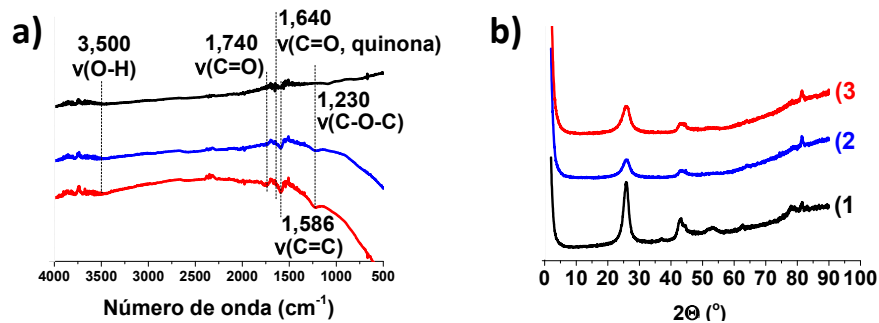 a)
3,500
ν(O-H)
1,740
ν(C=O)
1,640
ν(C=O, quinona)
1,230
ν(C-O-C)
1,586
ν(C=C)
4000 3500 3000 2500 2000 1500 1000 500
Número de onda (cm⁻¹)
b)
(3
(2
(1
0 10 20 30 40 50 60 70 80 90 100
2Θ (°)